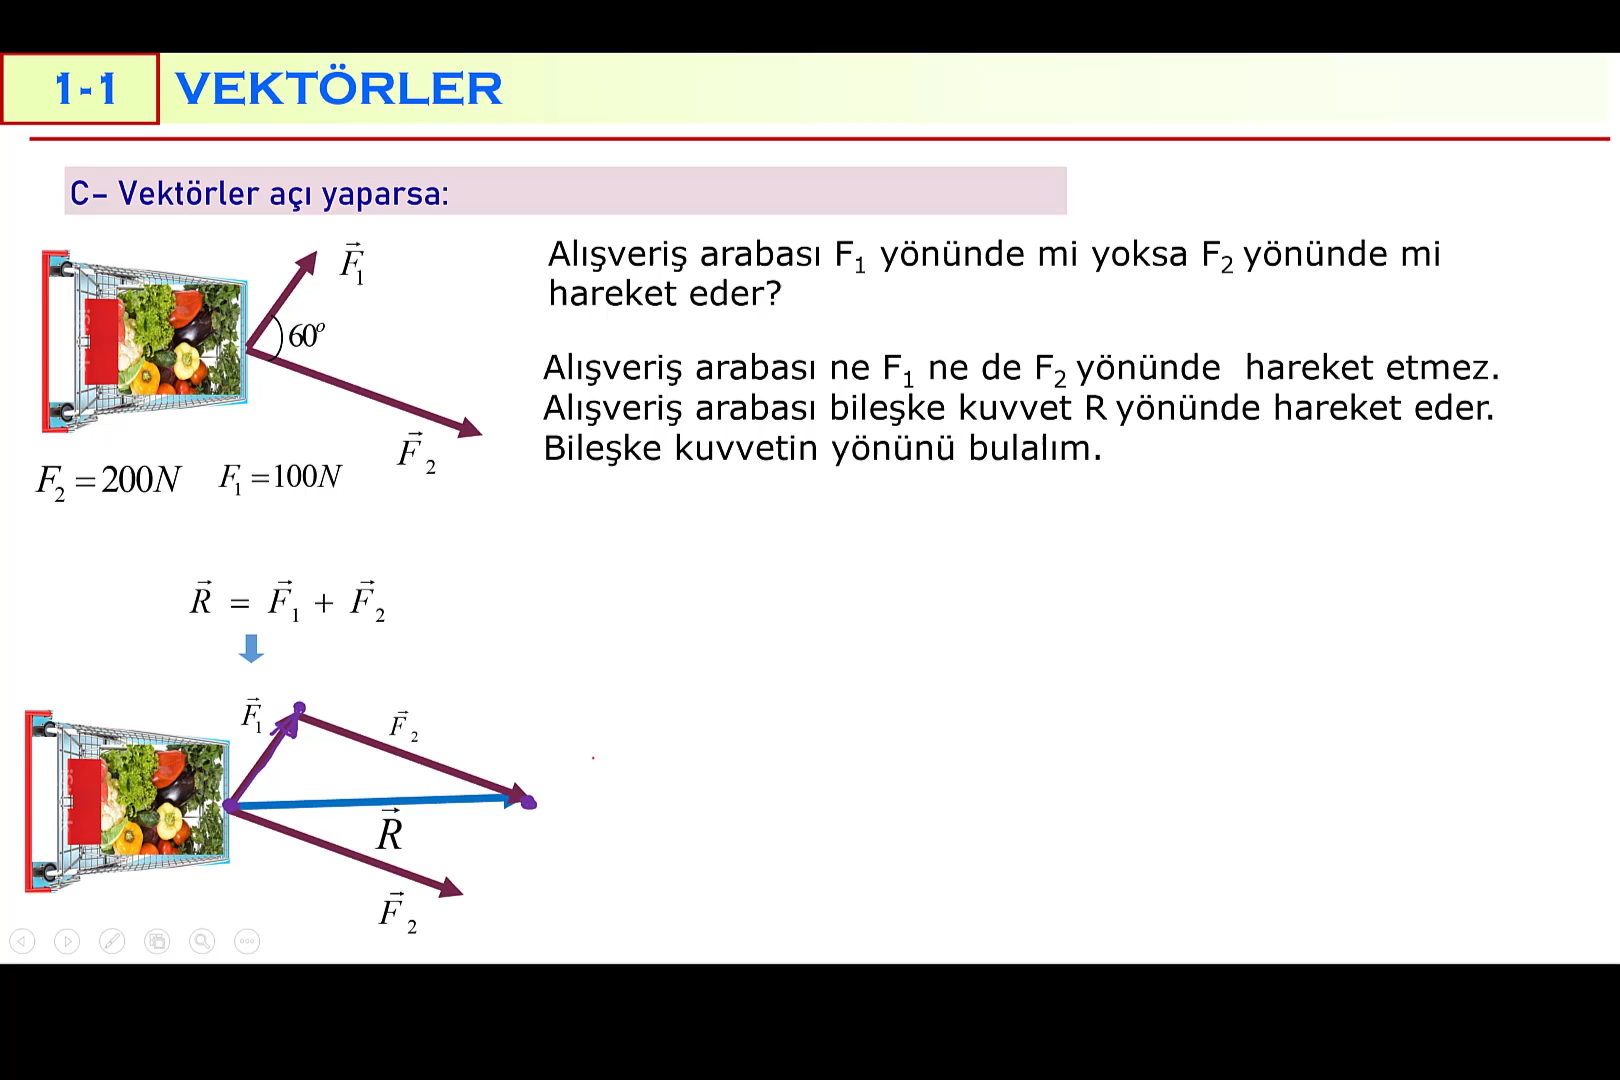 1-1 VEKTÖRLER
C– Vektörler açı yaparsa:
F₁
60º
F₂
F₂ = 200N F₁ = 100N
Alışveriş arabası F₁ yönünde mi yoksa F₂ yönünde mi
hareket eder?
Alışveriş arabası ne F₁ ne de F₂ yönünde hareket etmez.
Alışveriş arabası bileşke kuvvet R yönünde hareket eder.
Bileşke kuvvetin yönünü bulalım.
R = F₁ + F₂
F₁
F₂
R
F₂